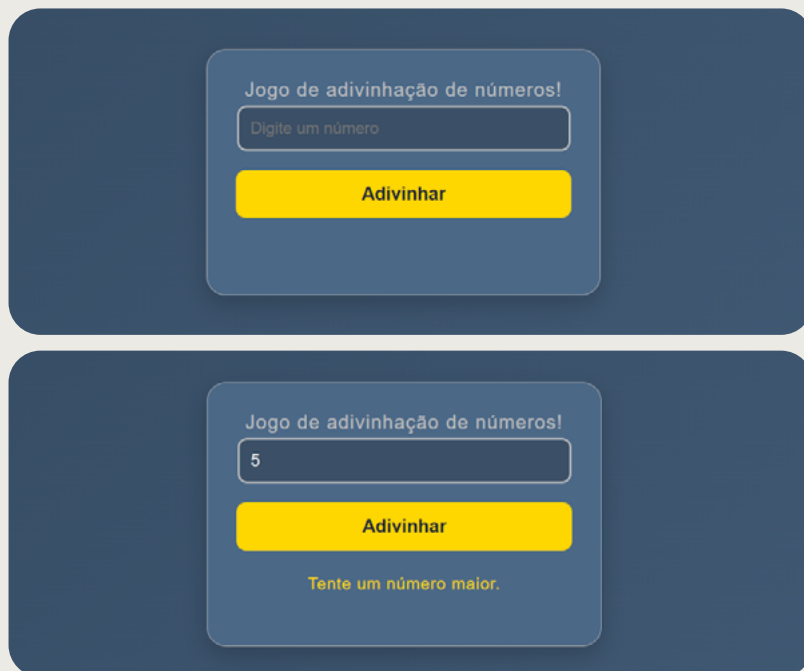 Jogo de adivinhação de números!
Digite um número
Adivinhar
Jogo de adivinhação de números!
5
Adivinhar
Tente um número maior.